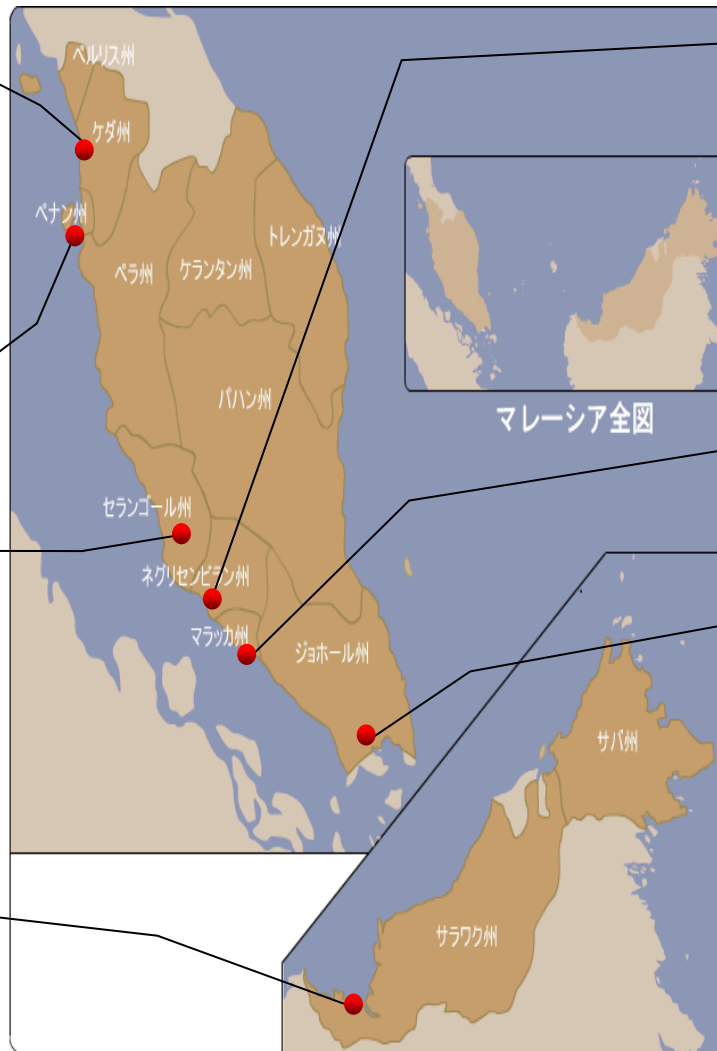 ペルリス州
ケダ州
ペナン州
ペラ州
ケランタン州
トレンガヌ州
パハン州
マレーシア全図
セランゴール州
ネグリセンビラン州
マラッカ州
ジョホール州
サバ州
サラワク州